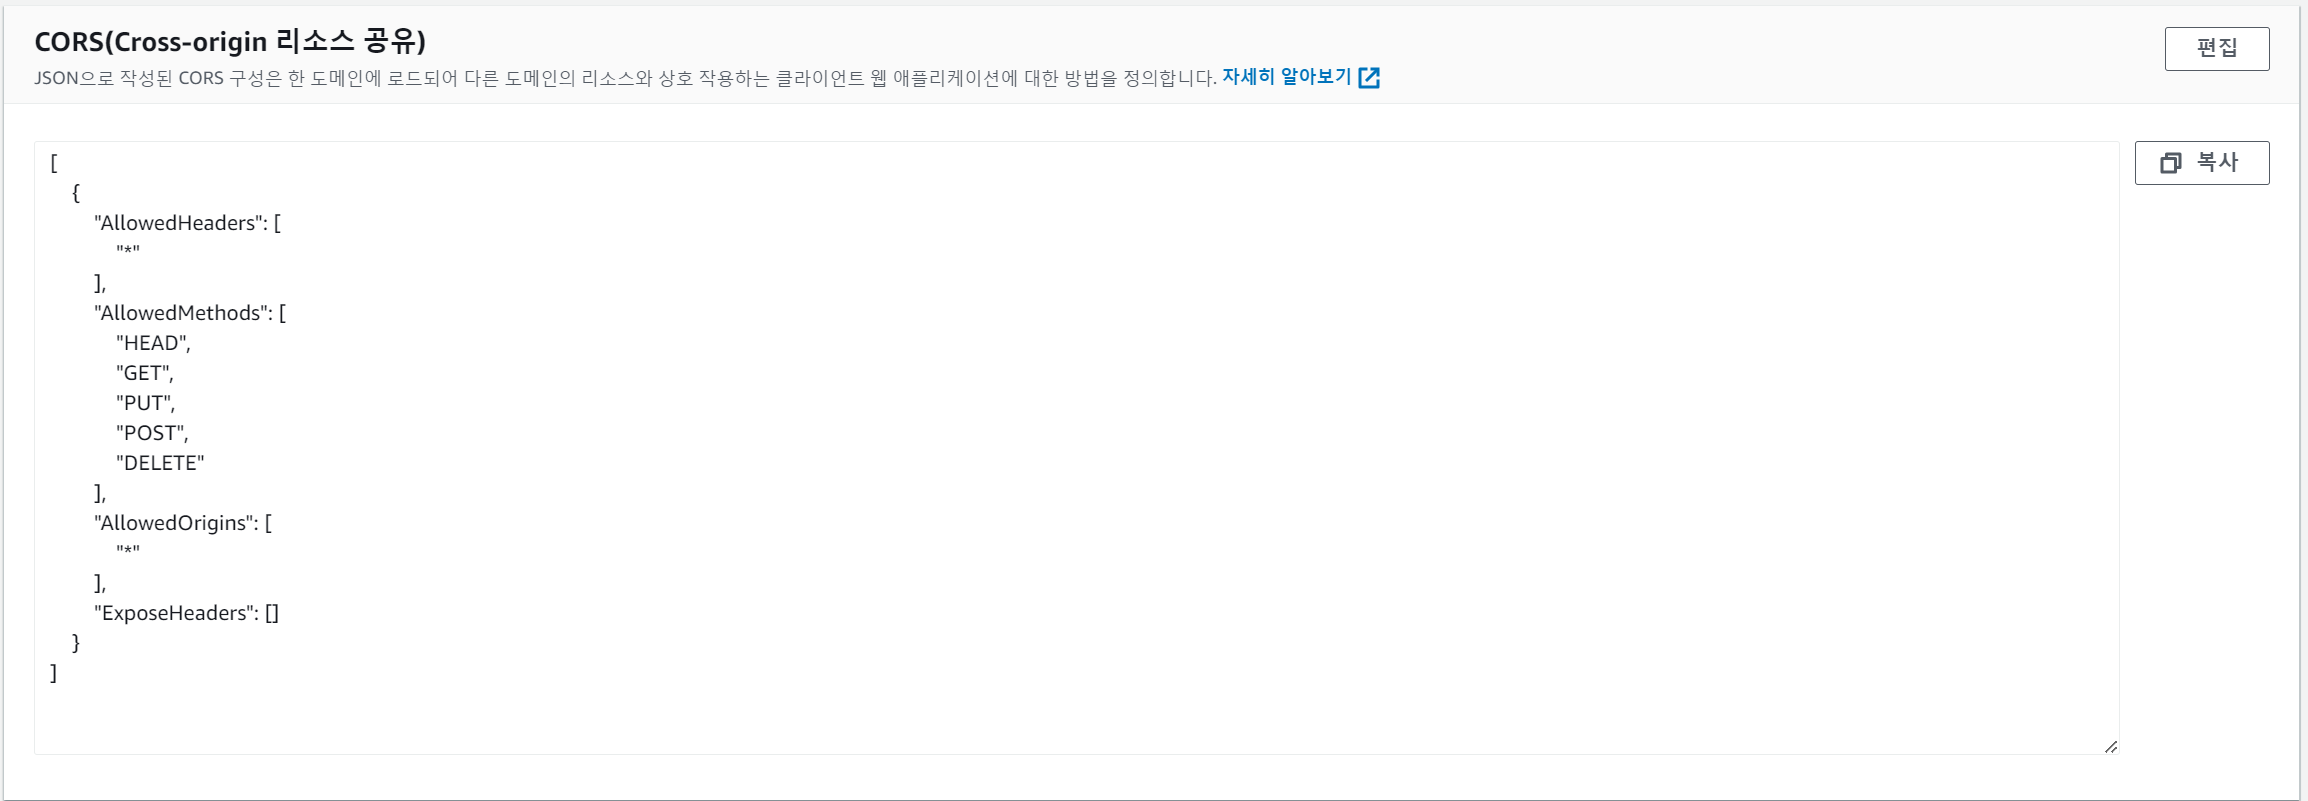 CORS(Cross-origin 리소스 공유)
편집
JSON으로 작성된 CORS 구성은 한 도메인에 로드되어 다른 도메인의 리소스와 상호 작용하는 클라이언트 웹 애플리케이션에 대한 방법을 정의합니다. 자세히 알아보기
복사
[
    {
        "AllowedHeaders": [
            "*"
        ],
        "AllowedMethods": [
            "HEAD",
            "GET",
            "PUT",
            "POST",
            "DELETE"
        ],
        "AllowedOrigins": [
            "*"
        ],
        "ExposeHeaders": []
    }
]